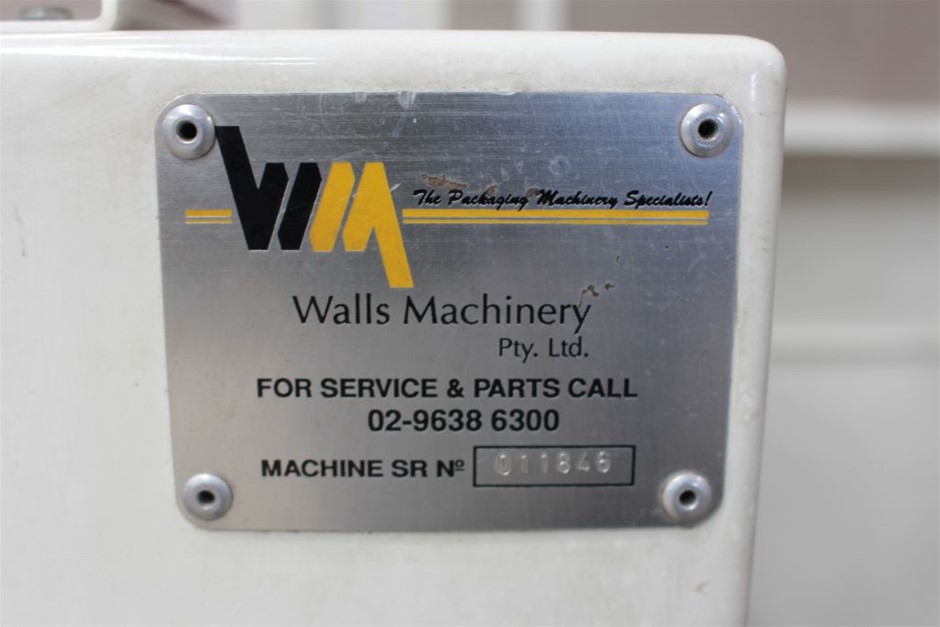 WM
The Packaging Machinery Specialists!
Walls Machinery
Pty. Ltd.
FOR SERVICE & PARTS CALL
02-9638 6300
MACHINE SR Nº 011846